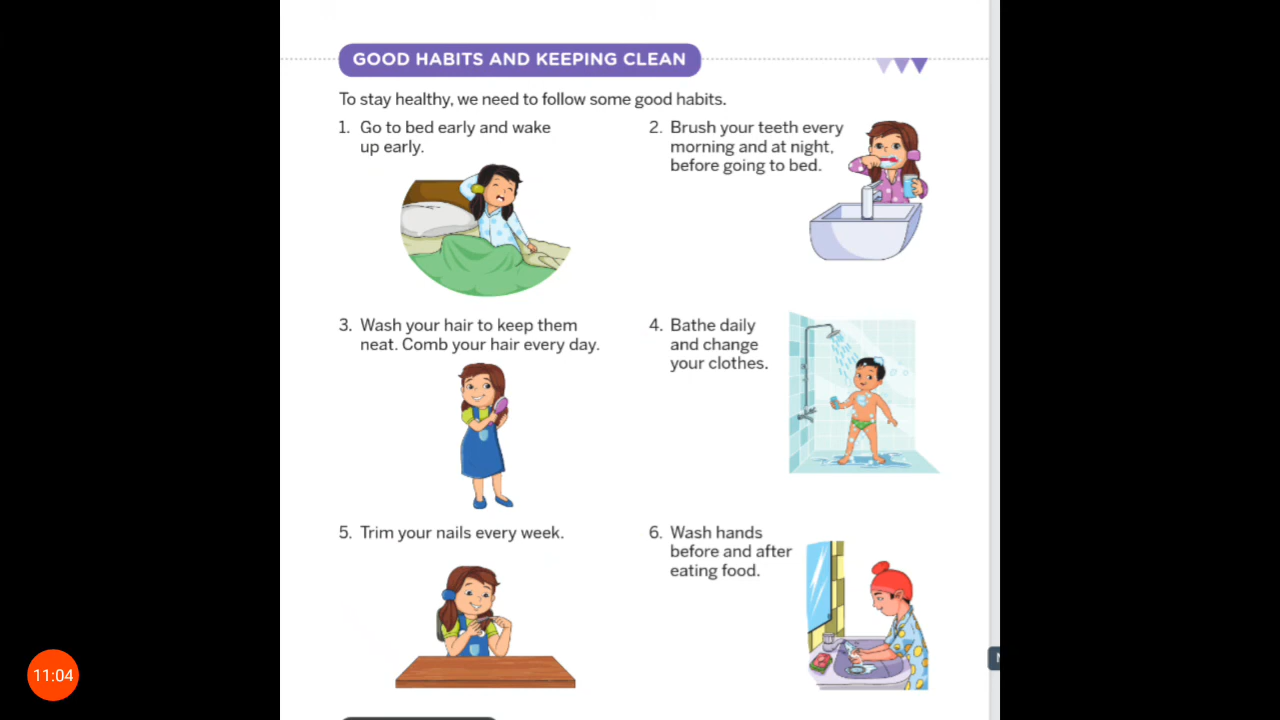 GOOD HABITS AND KEEPING CLEAN
To stay healthy, we need to follow some good habits.
1. Go to bed early and wake
up early.
2. Brush your teeth every
morning and at night,
before going to bed.
3. Wash your hair to keep them
neat. Comb your hair every day.
4. Bathe daily
and change
your clothes.
5. Trim your nails every week.
6. Wash hands
before and after
eating food.
11:04